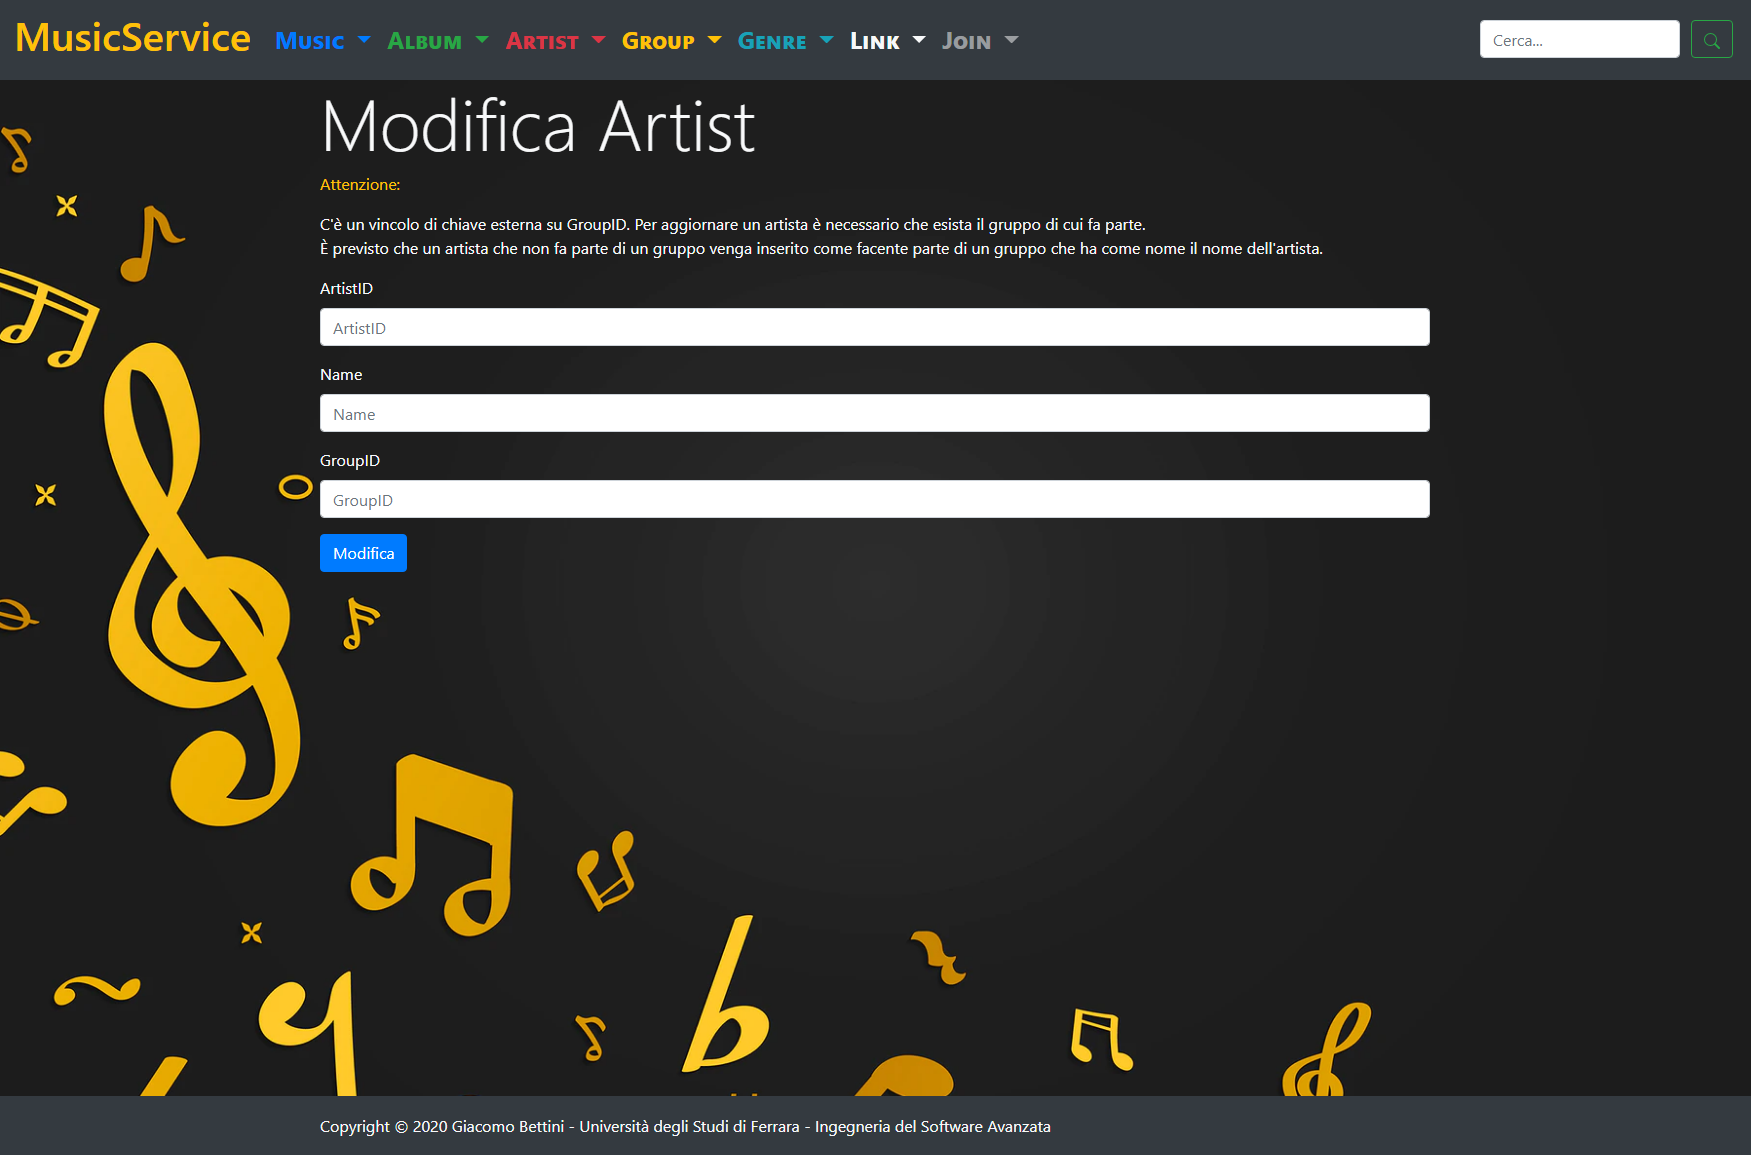 MusicService Music Album Artist Group Genre Link Join Cerca...
Modifica Artist
Attenzione:
C'è un vincolo di chiave esterna su GroupID. Per aggiornare un artista è necessario che esista il gruppo di cui fa parte.
È previsto che un artista che non fa parte di un gruppo venga inserito come facente parte di un gruppo che ha come nome il nome dell'artista.
ArtistID
ArtistID
Name
Name
GroupID
GroupID
Modifica
Copyright © 2020 Giacomo Bettini - Università degli Studi di Ferrara - Ingegneria del Software Avanzata